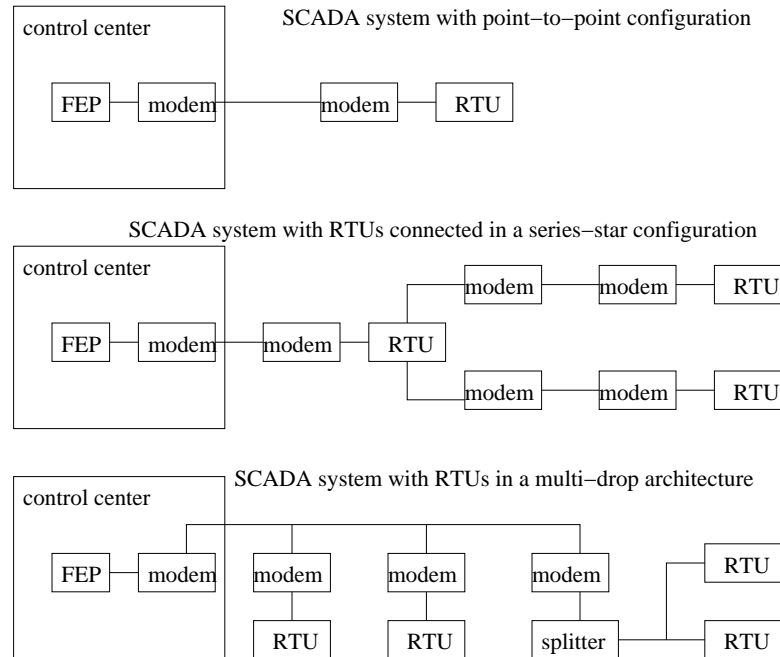 SCADA system with point−to−point configuration
control center
FEP modem modem RTU
SCADA system with RTUs connected in a series−star configuration
control center
modem modem RTU
FEP modem modem RTU
modem modem RTU
SCADA system with RTUs in a multi−drop architecture
control center
RTU
FEP modem modem modem modem
RTU RTU splitter RTU